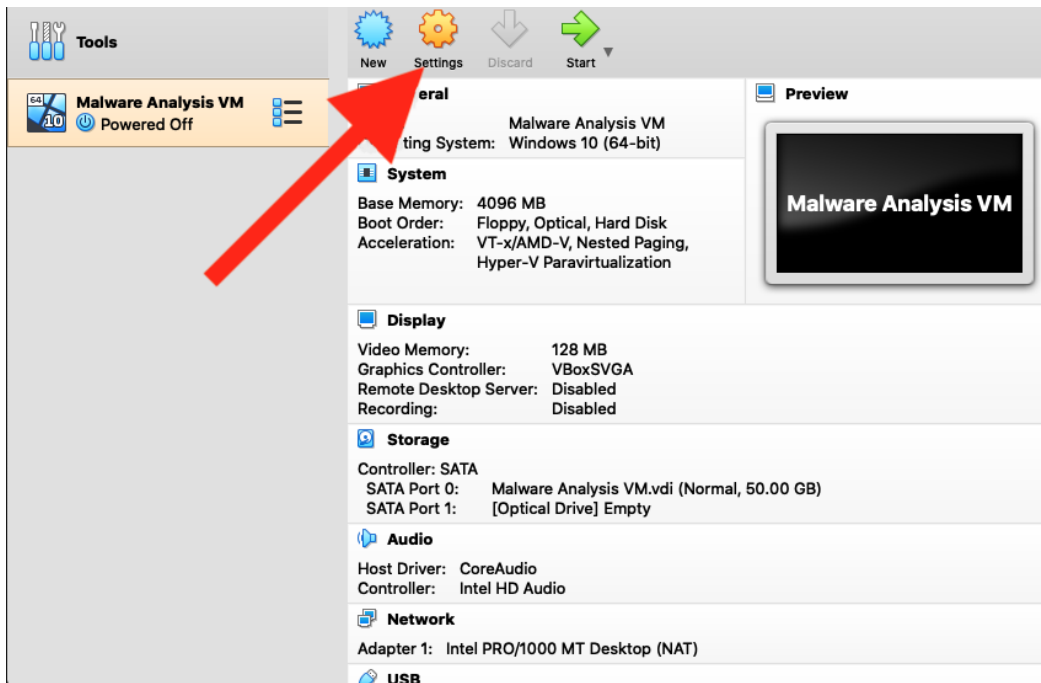 Tools
New Settings Discard Start
64
10
Malware Analysis VM
Powered Off
eral
Malware Analysis VM
ting System: Windows 10 (64-bit)
Preview
Malware Analysis VM
System
Base Memory: 4096 MB
Boot Order: Floppy, Optical, Hard Disk
Acceleration: VT-x/AMD-V, Nested Paging,
Hyper-V Paravirtualization
Display
Video Memory: 128 MB
Graphics Controller: VBoxSVGA
Remote Desktop Server: Disabled
Recording: Disabled
Storage
Controller: SATA
SATA Port 0: Malware Analysis VM.vdi (Normal, 50.00 GB)
SATA Port 1: [Optical Drive] Empty
Audio
Host Driver: CoreAudio
Controller: Intel HD Audio
Network
Adapter 1: Intel PRO/1000 MT Desktop (NAT)
USB